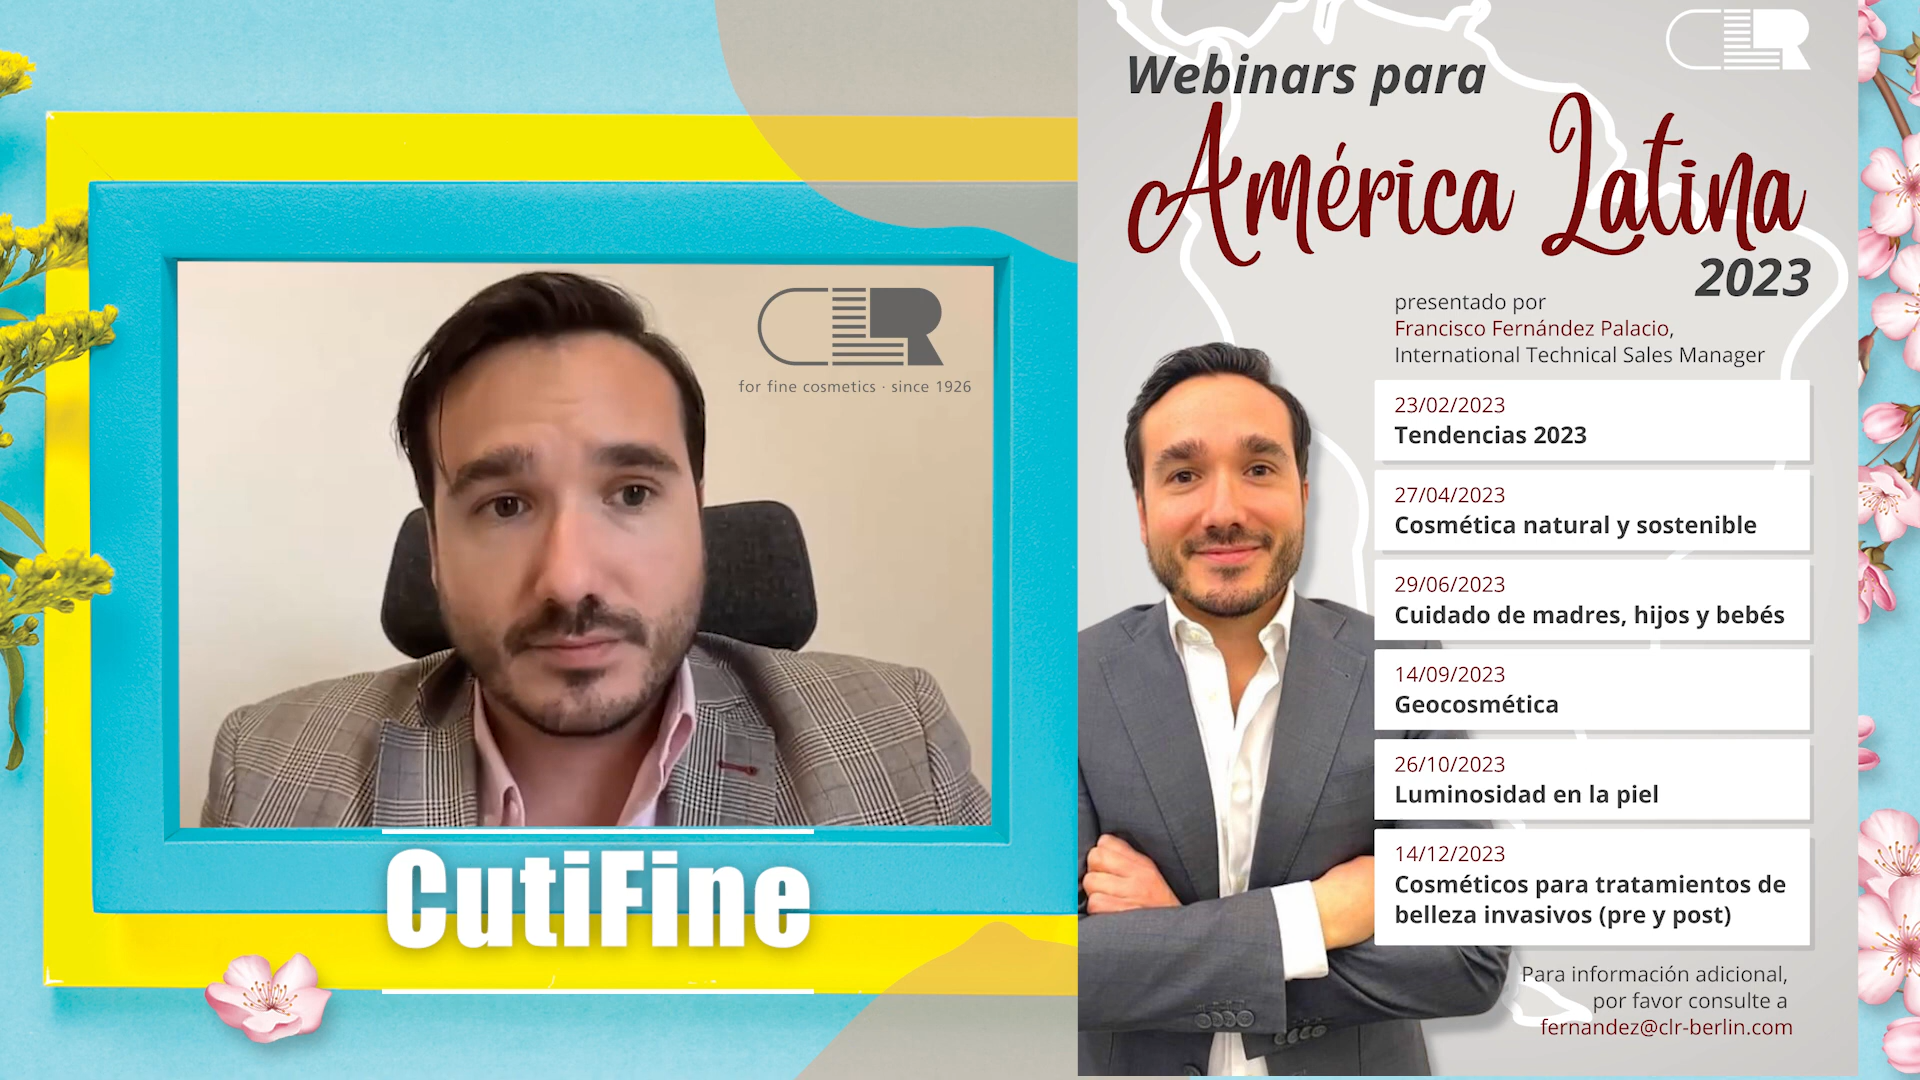 CLR
for fine cosmetics · since 1926
CutiFine
CLR
Webinars para
América Latina
2023
presentado por
Francisco Fernández Palacio,
International Technical Sales Manager
23/02/2023
Tendencias 2023
27/04/2023
Cosmética natural y sostenible
29/06/2023
Cuidado de madres, hijos y bebés
14/09/2023
Geocosmética
26/10/2023
Luminosidad en la piel
14/12/2023
Cosméticos para tratamientos de
belleza invasivos (pre y post)
Para información adicional,
por favor consulte a
fernandez@clr-berlin.com